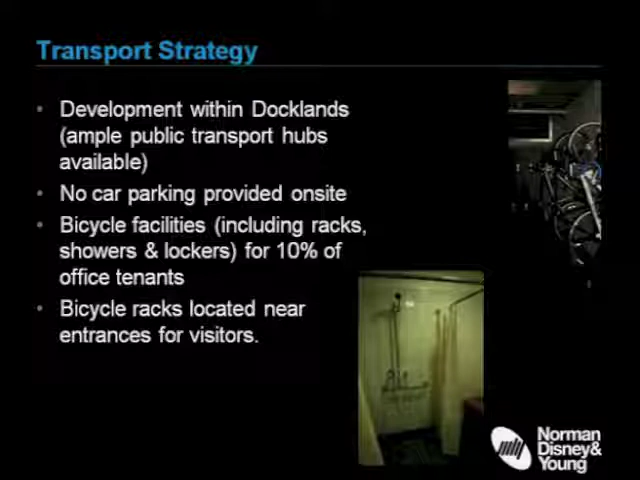 Transport Strategy
• Development within Docklands
(ample public transport hubs
available)
• No car parking provided onsite
• Bicycle facilities (including racks,
showers & lockers) for 10% of
office tenants
• Bicycle racks located near
entrances for visitors.
Norman
Disney&
Young